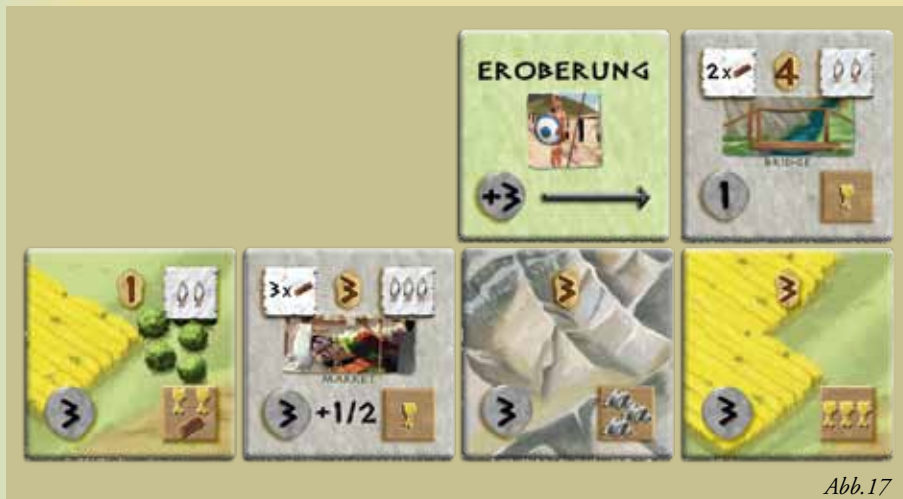 EROBERUNG
+3
2x 4
BRIDGE
1
1
3
3x 3
MARKET
3 +1/2
3
3
3
3
Abb.17